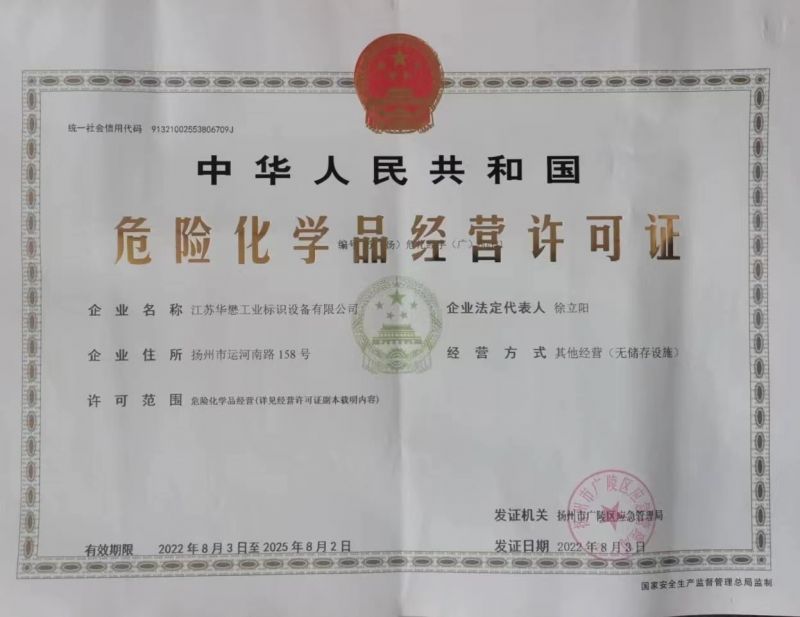 统一社会信用代码 91321002553806709J
中华人民共和国
危险化学品经营许可证
企业名称 江苏华懋工业标识设备有限公司 企业法定代表人 徐立阳
企业住所 扬州市运河南路158号 经营方式 其他经营（无储存设施）
许可范围 危险化学品经营(详见经营许可证副本载明内容)
发证机关 扬州市广陵区应急管理局
有效期限 2022年8月3日至2025年8月2日 发证日期 2022年8月3日
国家安全生产监督管理总局监制